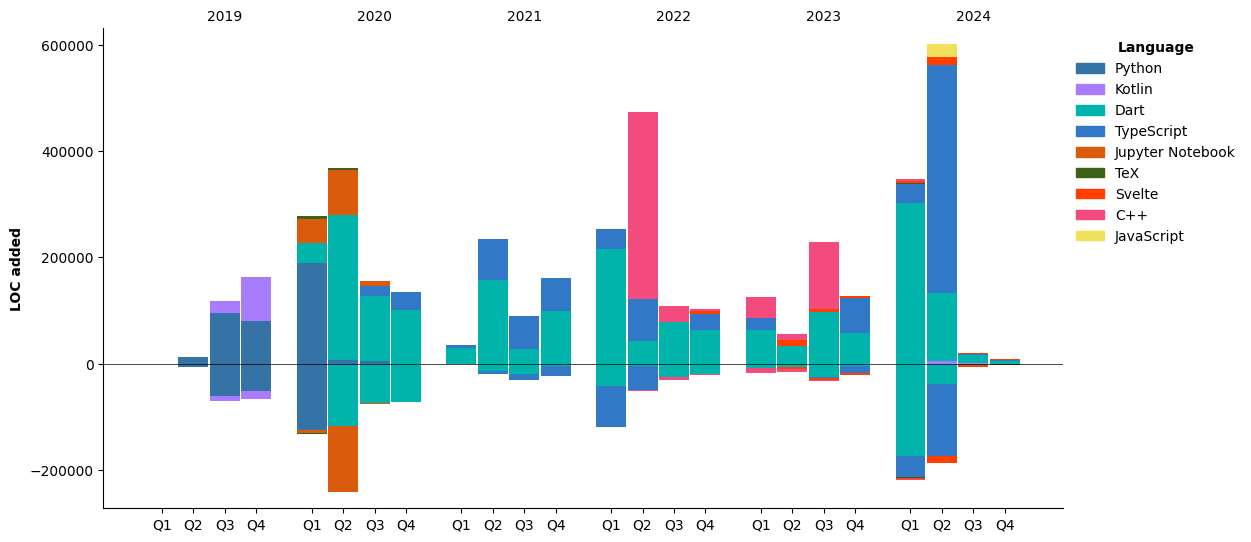 2019 2020 2021 2022 2023 2024
LOC added
600000
400000
200000
0
−200000
Q1 Q2 Q3 Q4 Q1 Q2 Q3 Q4 Q1 Q2 Q3 Q4 Q1 Q2 Q3 Q4 Q1 Q2 Q3 Q4 Q1 Q2 Q3 Q4
Language
Python
Kotlin
Dart
TypeScript
Jupyter Notebook
TeX
Svelte
C++
JavaScript